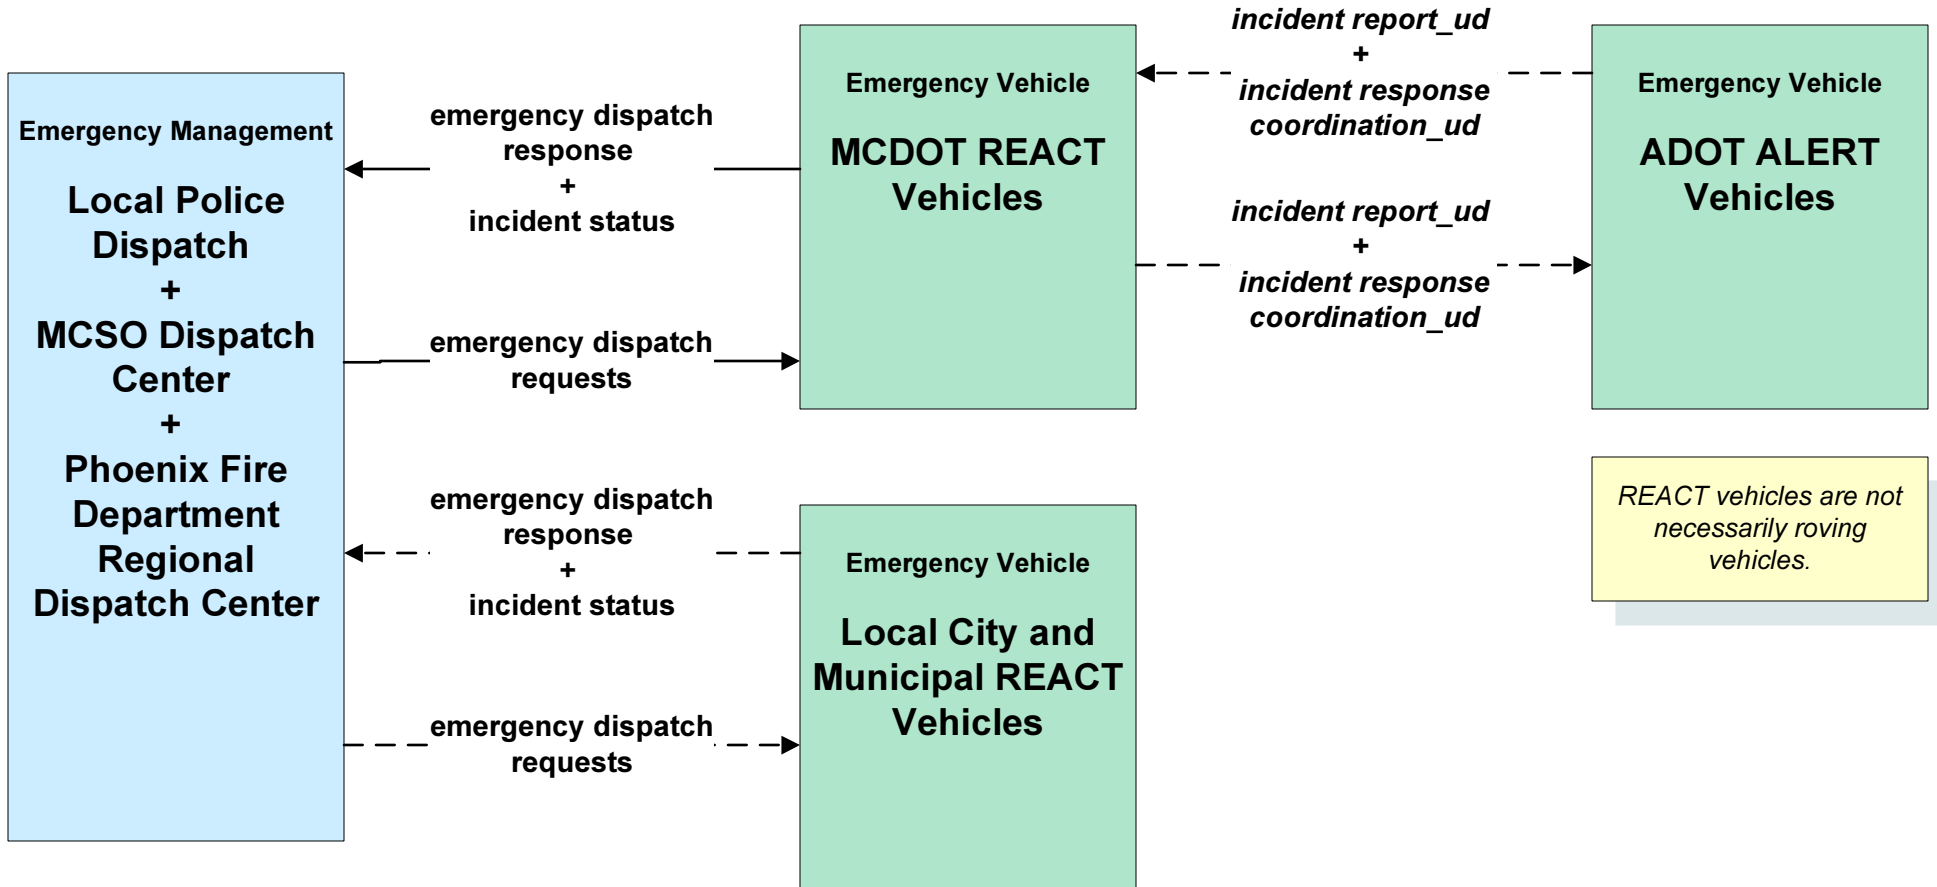 Emergency Management
Local Police
Dispatch
+
MCSO Dispatch
Center
+
Phoenix Fire
Department
Regional
Dispatch Center
emergency dispatch
response
+
incident status
emergency dispatch
requests
emergency dispatch
response
+
incident status
emergency dispatch
requests
Emergency Vehicle
MCDOT REACT
Vehicles
Emergency Vehicle
Local City and
Municipal REACT
Vehicles
incident report_ud
+
incident response
coordination_ud
incident report_ud
+
incident response
coordination_ud
Emergency Vehicle
ADOT ALERT
Vehicles
REACT vehicles are not
necessarily roving
vehicles.